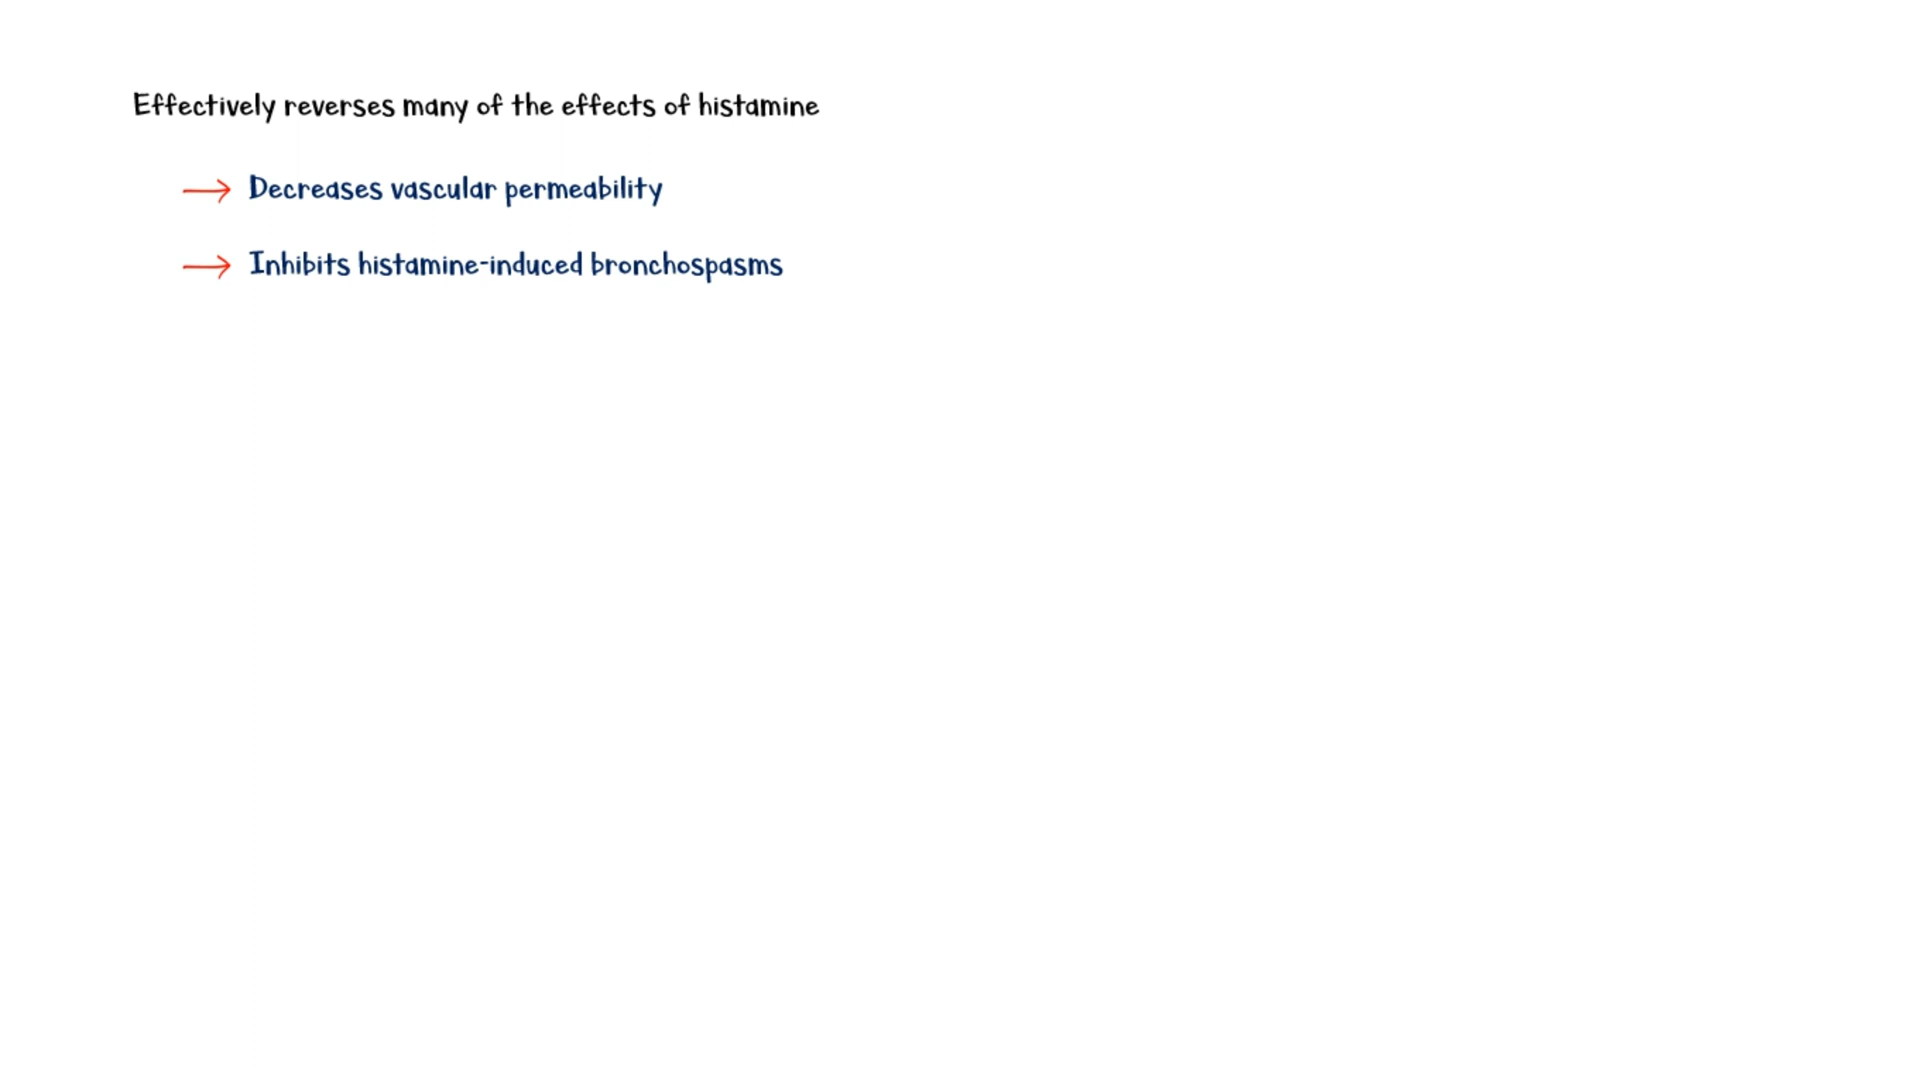 Effectively reverses many of the effects of histamine
→ Decreases vascular permeability
→ Inhibits histamine-induced bronchospasms